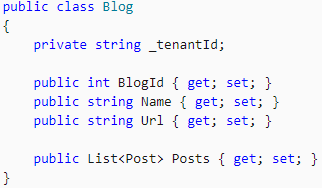 public class Blog
{
    private string _tenantId;

    public int BlogId { get; set; }
    public string Name { get; set; }
    public string Url { get; set; }

    public List<Post> Posts { get; set; }
}